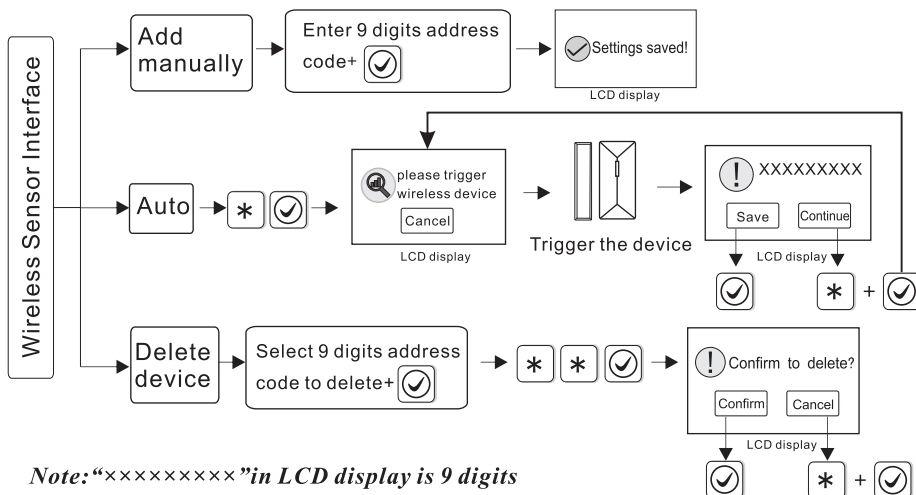 Wireless Sensor Interface
Add
manually
Enter 9 digits address
code+
Settings saved!
LCD display
Auto
*
please trigger
wireless device
Cancel
LCD display
Trigger the device
! XXXXXXXXX
Save Continue
LCD display
* +
Delete
device
Select 9 digits address
code to delete+
* *
! Confirm to delete?
Confirm Cancel
LCD display
* +
Note:“×××××××××”in LCD display is 9 digits